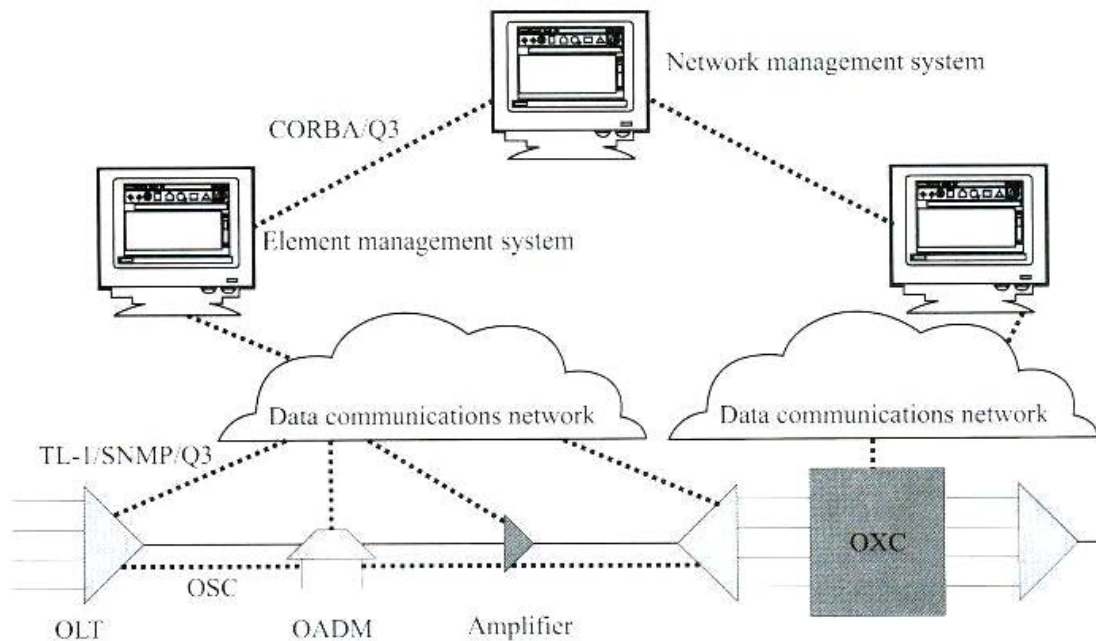 Network management system
CORBA/Q3
Element management system
Data communications network
Data communications network
TL-1/SNMP/Q3
OXC
OSC
OLT
OADM
Amplifier